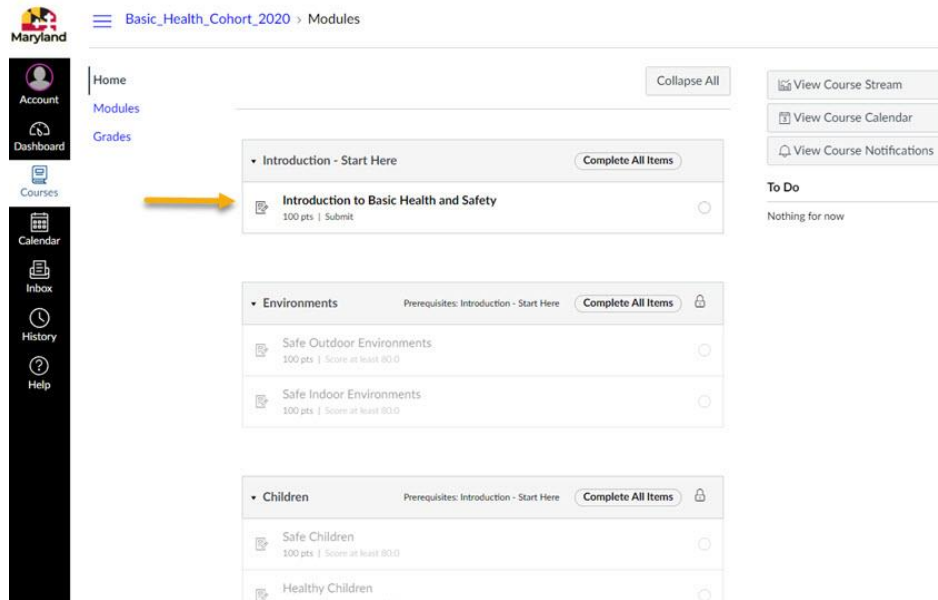 Maryland
Basic_Health_Cohort_2020 > Modules
Account
Dashboard
Courses
Calendar
Inbox
History
Help
Home
Modules
Grades
Collapse All
Introduction - Start Here Complete All Items
Introduction to Basic Health and Safety
100 pts | Submit
Environments Prerequisites: Introduction - Start Here Complete All Items
Safe Outdoor Environments
100 pts | Score at least 80.0
Safe Indoor Environments
100 pts | Score at least 80.0
Children Prerequisites: Introduction - Start Here Complete All Items
Safe Children
100 pts | Score at least 80.0
Healthy Children
View Course Stream
View Course Calendar
View Course Notifications
To Do
Nothing for now